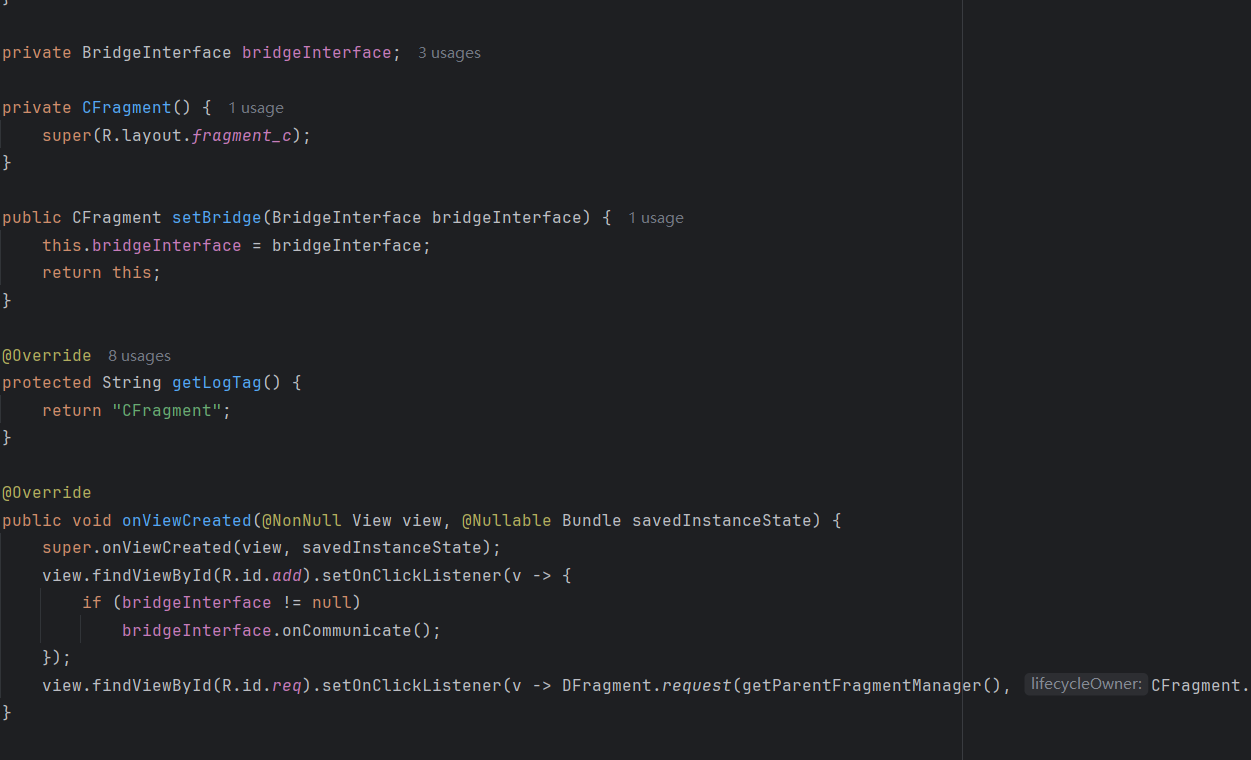 }
private BridgeInterface bridgeInterface; 3 usages
private CFragment() { 1 usage
super(R.layout.fragment_c);
}
public CFragment setBridge(BridgeInterface bridgeInterface) { 1 usage
this.bridgeInterface = bridgeInterface;
return this;
}
@Override 8 usages
protected String getLogTag() {
return "CFragment";
}
@Override
public void onViewCreated(@NonNull View view, @Nullable Bundle savedInstanceState) {
super.onViewCreated(view, savedInstanceState);
view.findViewById(R.id.add).setOnClickListener(v -> {
if (bridgeInterface != null)
bridgeInterface.onCommunicate();
});
view.findViewById(R.id.req).setOnClickListener(v -> DFragment.request(getParentFragmentManager(), lifecycleOwner: CFragment.
}